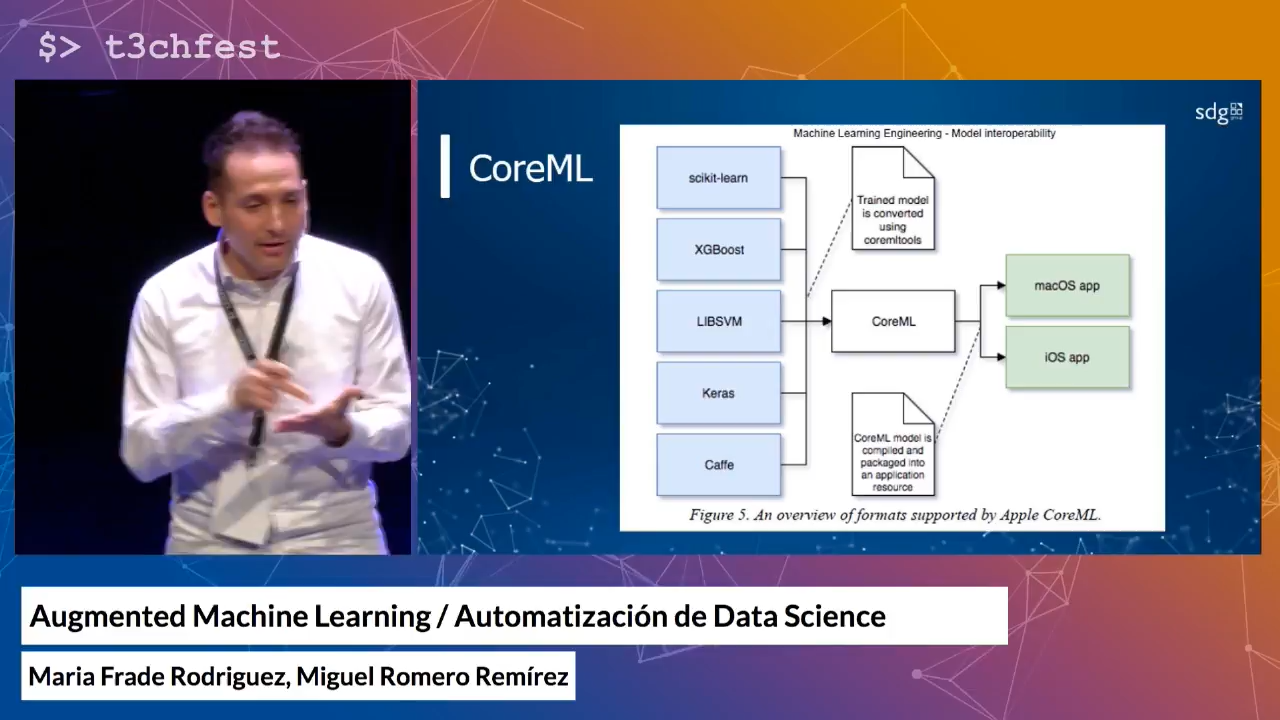 $> t3chfest
sdg
group
CoreML
Machine Learning Engineering - Model interoperability
scikit-learn
XGBoost
LIBSVM
Keras
Caffe
Trained model
is converted
using
coremltools
CoreML
CoreML model is
compiled and
packaged into
an application
resource
macOS app
iOS app
Figure 5. An overview of formats supported by Apple CoreML.
Augmented Machine Learning / Automatización de Data Science
Maria Frade Rodriguez, Miguel Romero Remírez